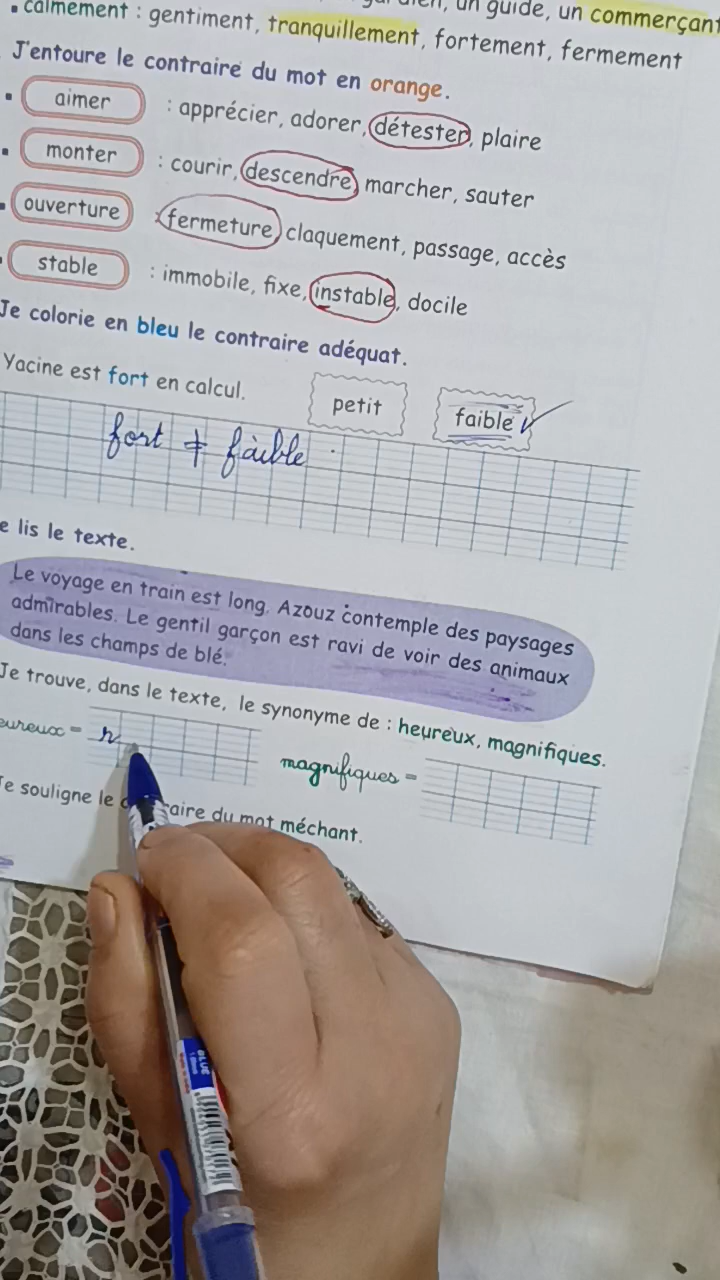 calmement : gentiment, tranquillement, fortement, fermement
un guide, un commerçant
J'entoure le contraire du mot en orange.
aimer : apprécier, adorer, détester, plaire
monter : courir, descendre, marcher, sauter
ouverture : fermeture, claquement, passage, accès
stable : immobile, fixe, instable, docile
Je colorie en bleu le contraire adéquat.
Yacine est fort en calcul. petit faible
fort ≠ faible
e lis le texte.
Le voyage en train est long. Azouz contemple des paysages
admirables. Le gentil garçon est ravi de voir des animaux
dans les champs de blé.
Je trouve, dans le texte, le synonyme de : heureux, magnifiques.
eureux = r magnifiques =
Je souligne le c raire du mot méchant.
BLUE